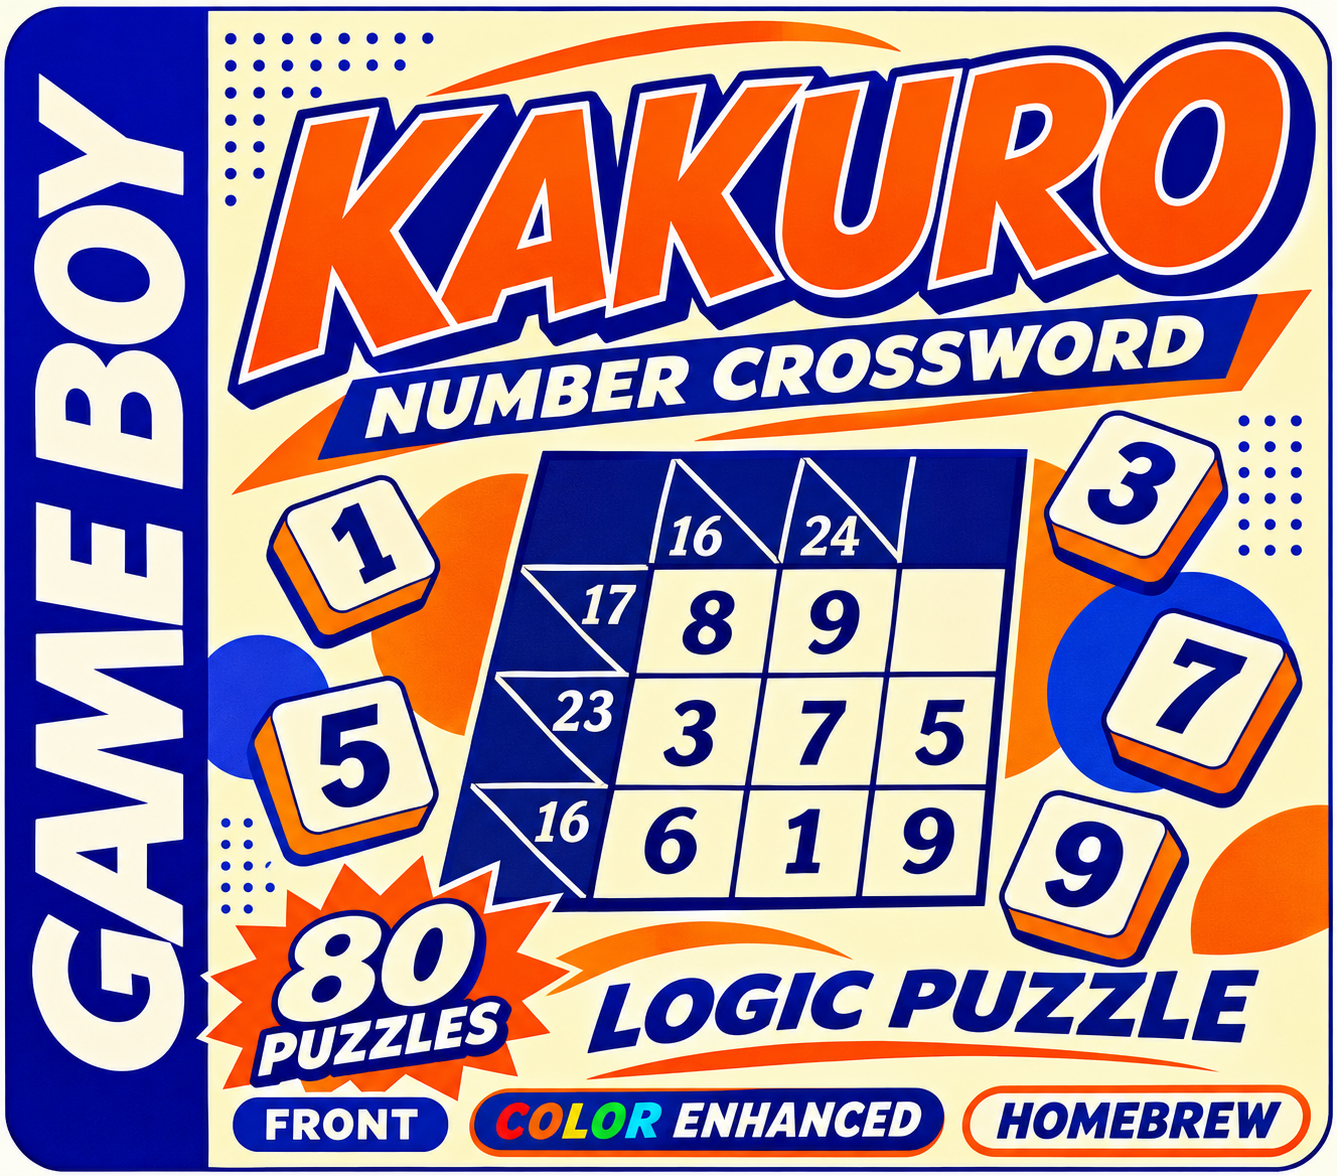 GAME BOY
KAKURO
NUMBER CROSSWORD
16 24
17 8 9
23 3 7 5
16 6 1 9
1
5
3
7
9
80
PUZZLES
LOGIC PUZZLE
FRONT
COLOR ENHANCED
HOMEBREW